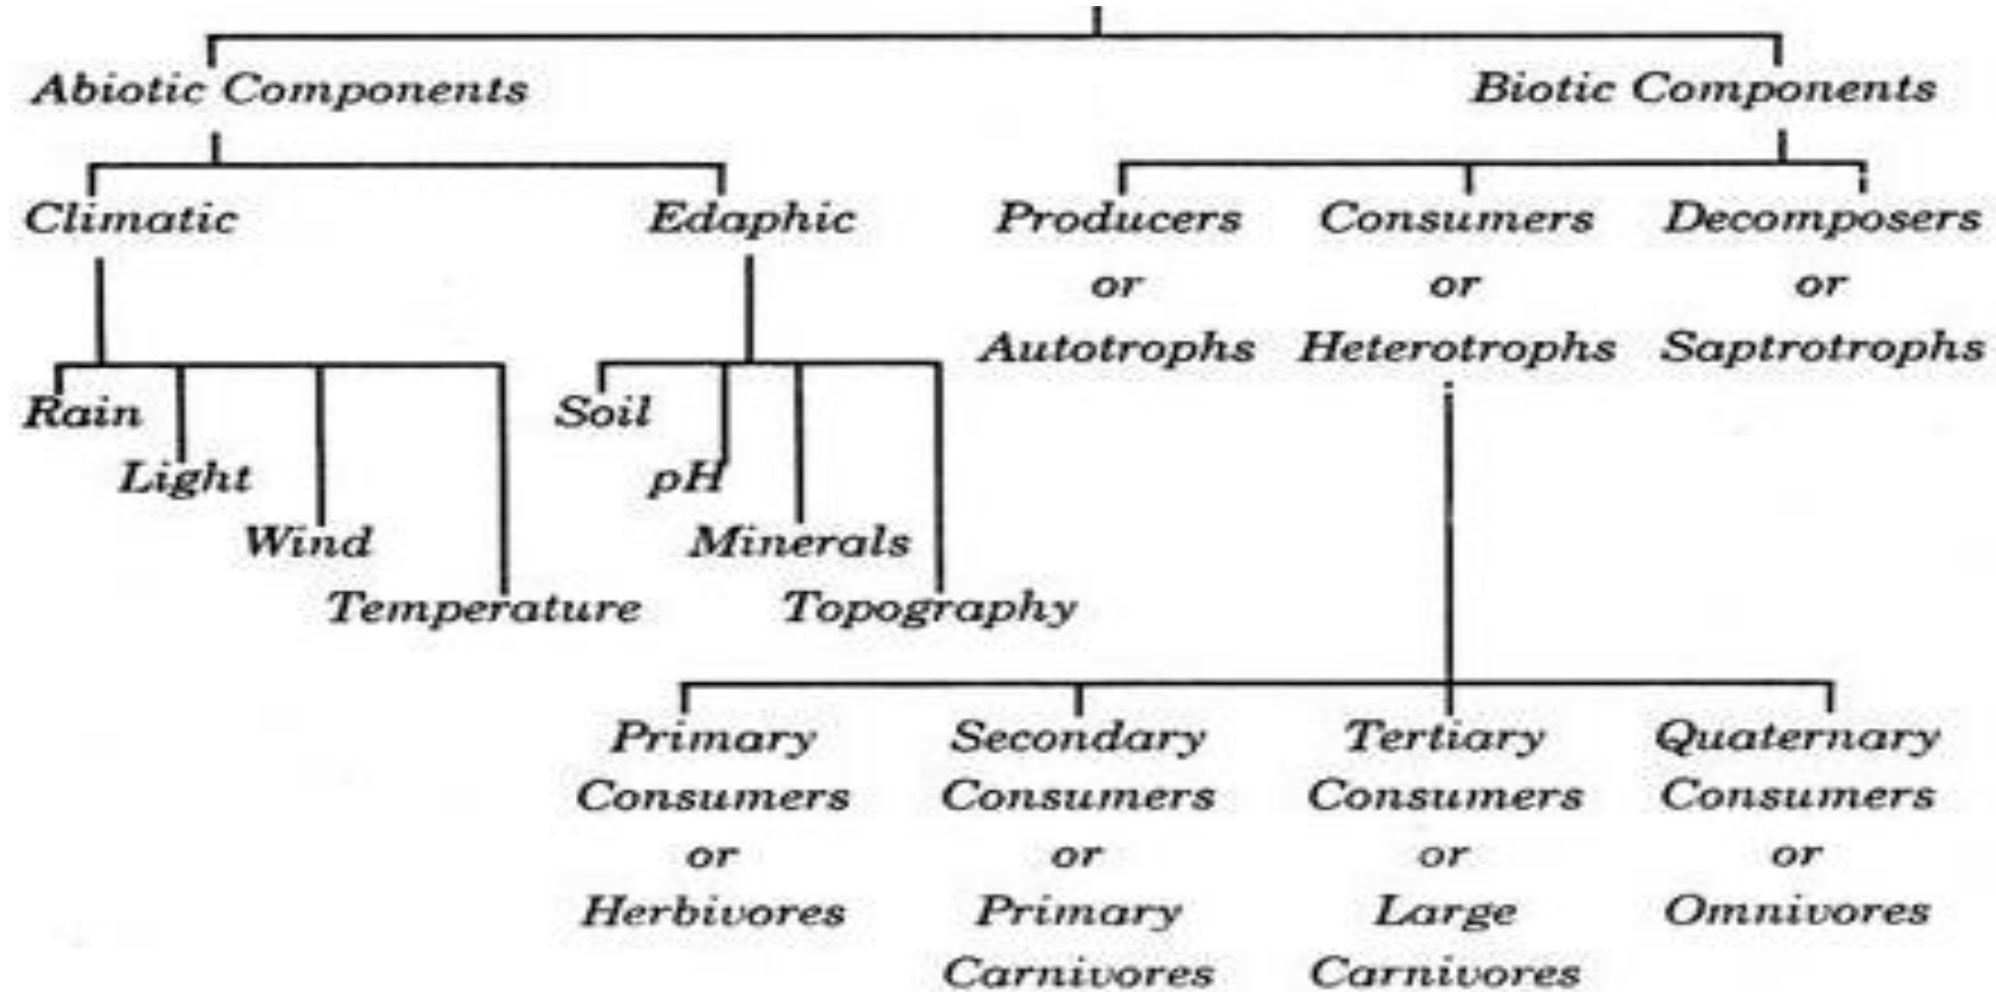 Abiotic Components
Biotic Components
Climatic
Edaphic
Producers
or
Autotrophs
Consumers
or
Heterotrophs
Decomposers
or
Saptrotrophs
Rain
Light
Wind
Temperature
Soil
pH
Minerals
Topography
Primary
Consumers
or
Herbivores
Secondary
Consumers
or
Primary
Carnivores
Tertiary
Consumers
or
Large
Carnivores
Quaternary
Consumers
or
Omnivores